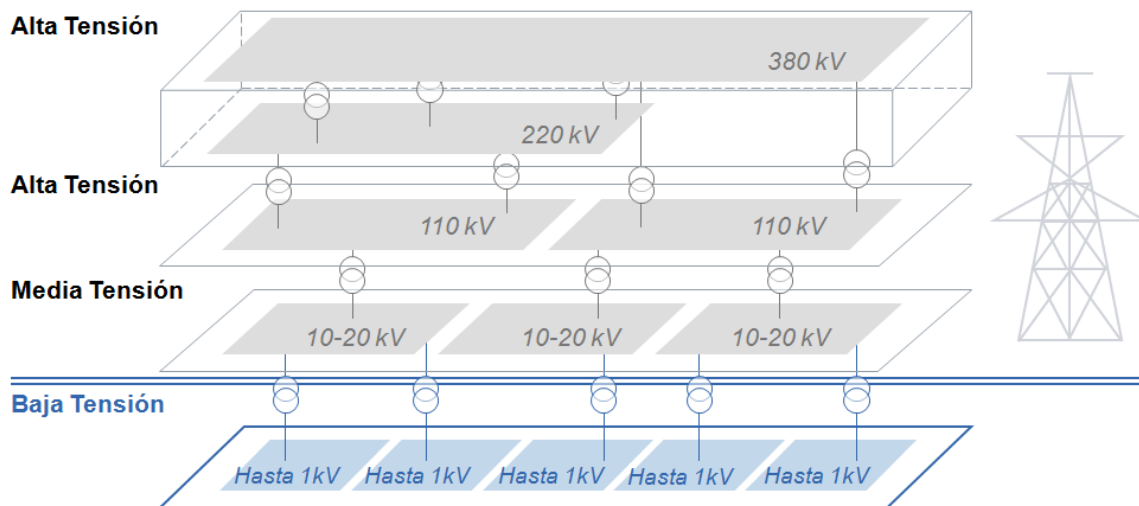 Alta Tensión
380 kV
220 kV
Alta Tensión
110 kV
110 kV
Media Tensión
10-20 kV
10-20 kV
10-20 kV
Baja Tensión
Hasta 1kV
Hasta 1kV
Hasta 1kV
Hasta 1kV
Hasta 1kV